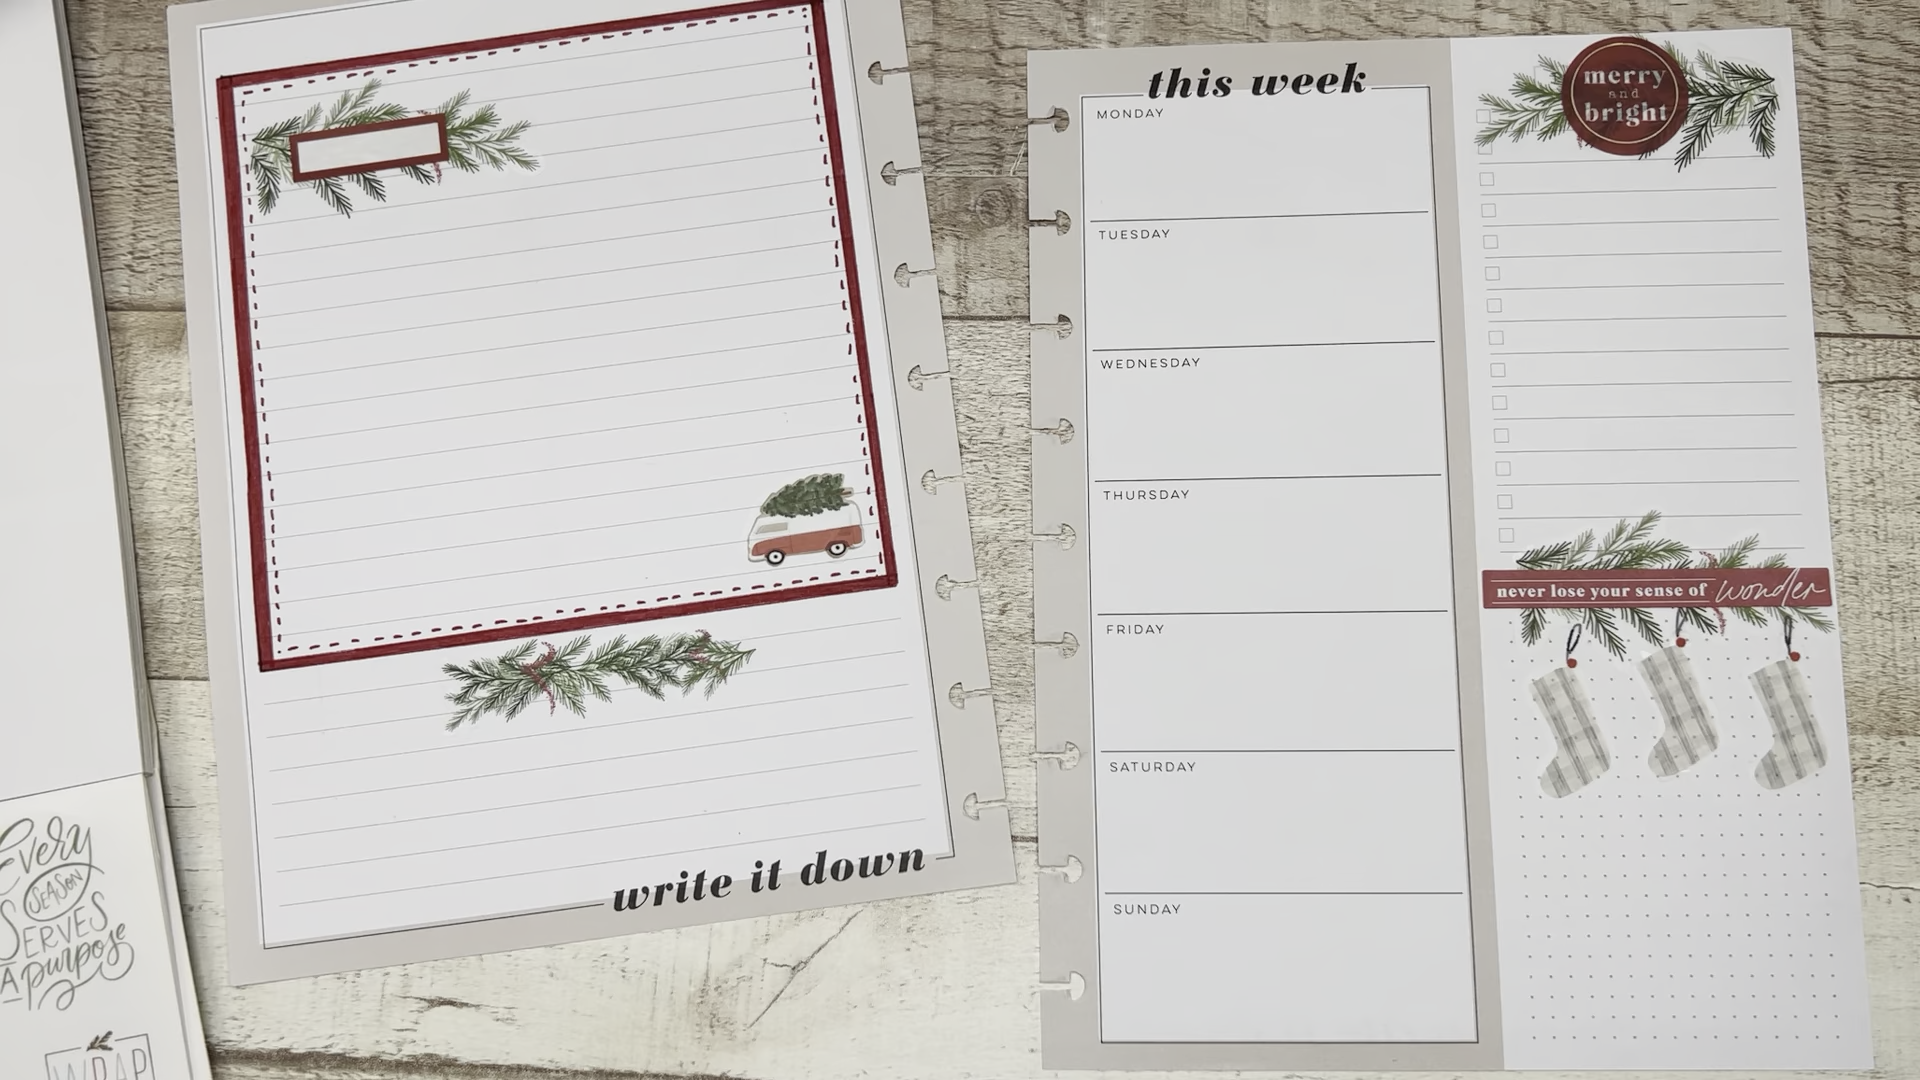 write it down
this week
MONDAY
TUESDAY
WEDNESDAY
THURSDAY
FRIDAY
SATURDAY
SUNDAY
merry
and
bright
never lose your sense of wonder
Every
SEASON
SERVES
A purpose
WRAP